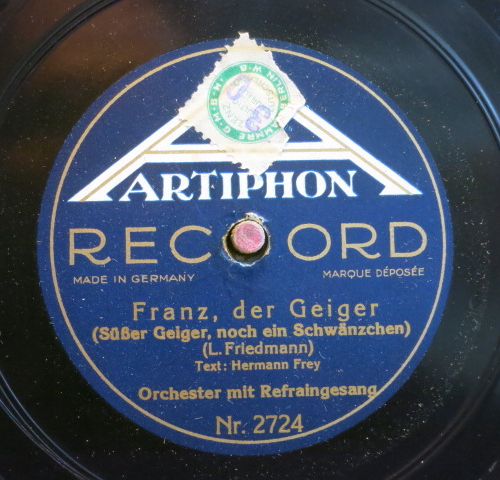 ARTIPHON
RECORD
MADE IN GERMANY
MARQUE DÉPOSÉE
Franz, der Geiger
(Süßer Geiger, noch ein Schwänzchen)
(L. Friedmann)
Text: Hermann Frey
Orchester mit Refraingesang
Nr. 2724